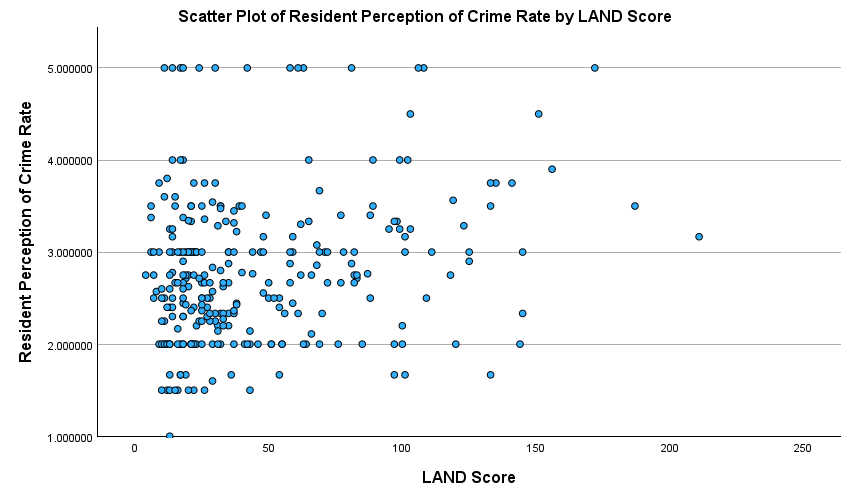 Scatter Plot of Resident Perception of Crime Rate by LAND Score
Resident Perception of Crime Rate
5.000000
4.000000
3.000000
2.000000
1.000000
0 50 100 150 200 250
LAND Score